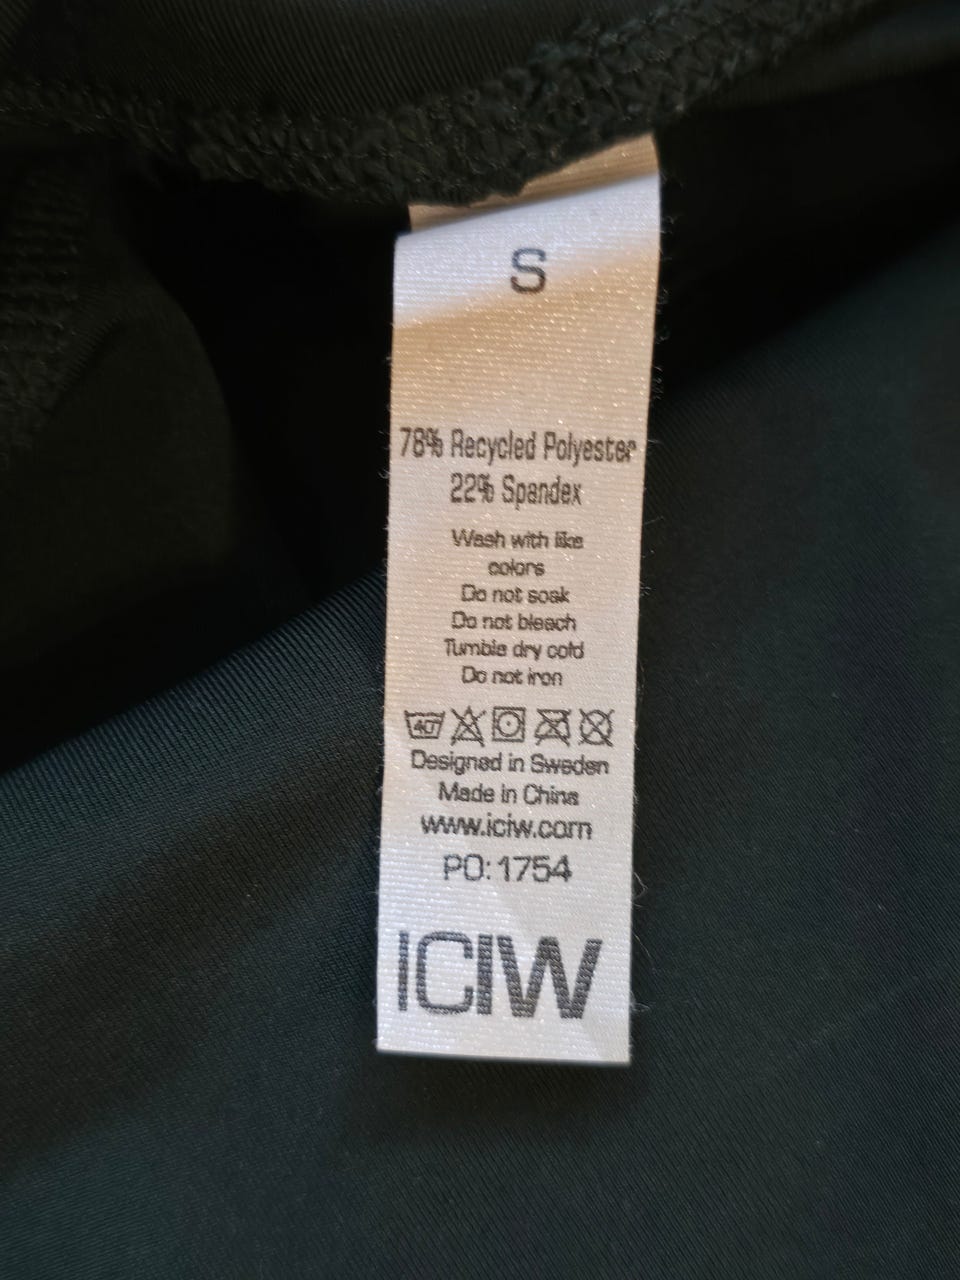 S
78% Recycled Polyester
22% Spandex
Wash with like
colors
Do not soak
Do not bleach
Tumble dry cold
Do not iron
40
Designed in Sweden
Made in China
www.iciw.com
PO: 1754
ICIW